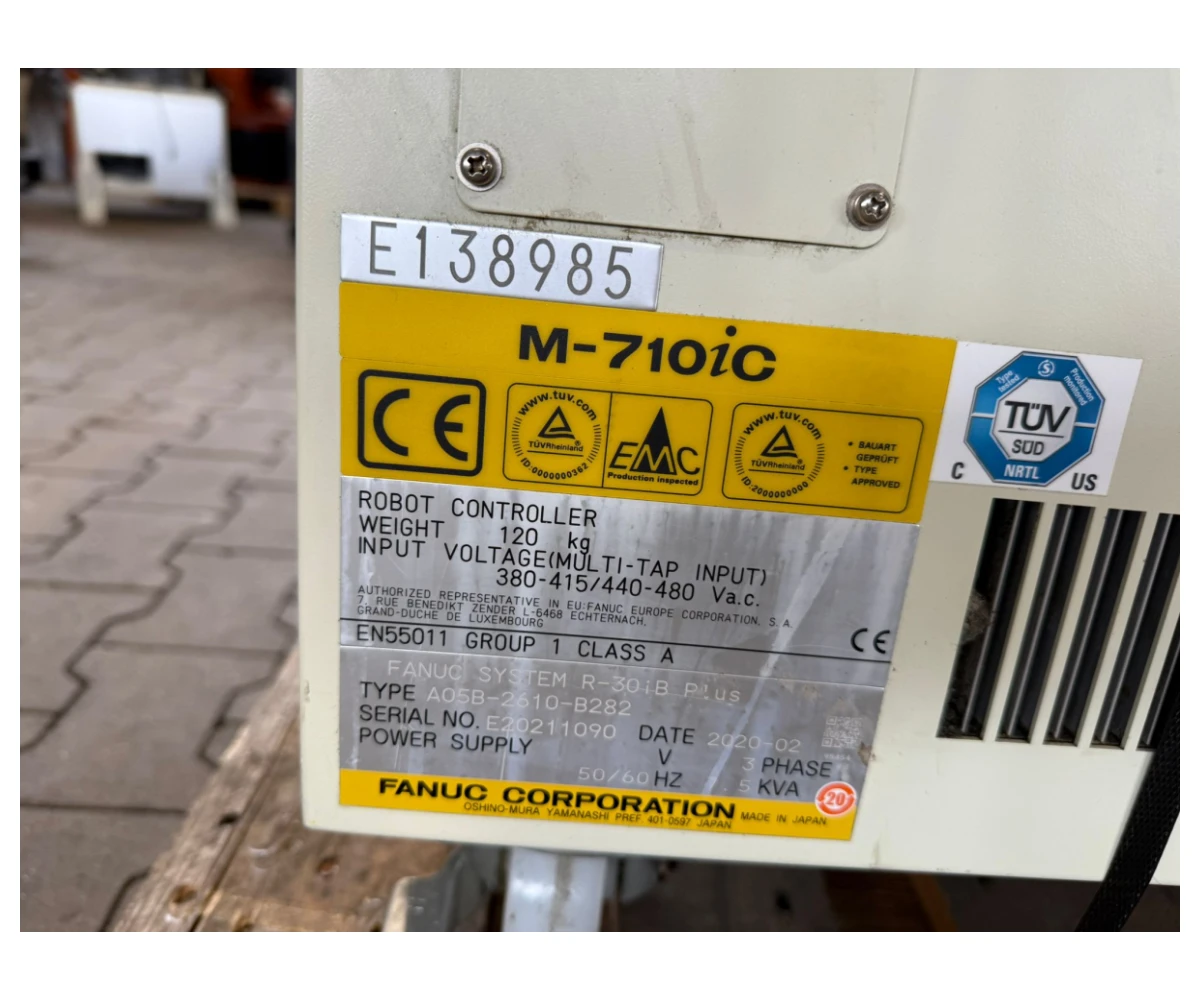 E138985
M-710iC
CE
www.tuv.com
TÜVRheinland
ID:0000000362
EMC
Production inspected
www.tuv.com
TÜVRheinland
ID:2000000000
• BAUART
GEPRÜFT
• TYPE
APPROVED
Type tested
S
Production monitored
TÜV
SÜD
NRTL
C US
ROBOT CONTROLLER
WEIGHT 120 kg
INPUT VOLTAGE(MULTI-TAP INPUT)
380-415/440-480 Va.c.
AUTHORIZED REPRESENTATIVE IN EU:FANUC EUROPE CORPORATION, S.A.
7, RUE BENEDIKT ZENDER L-6468 ECHTERNACH,
GRAND-DUCHE DE LUXEMBOURG
CE
EN55011 GROUP 1 CLASS A
FANUC SYSTEM R-30iB Plus
TYPE A05B-2610-B282
SERIAL NO. E20211090 DATE 2020-02
POWER SUPPLY V 3 PHASE
50/60 HZ .5 KVA
20
FANUC CORPORATION
OSHINO-MURA YAMANASHI PREF 401-0597 JAPAN MADE IN JAPAN